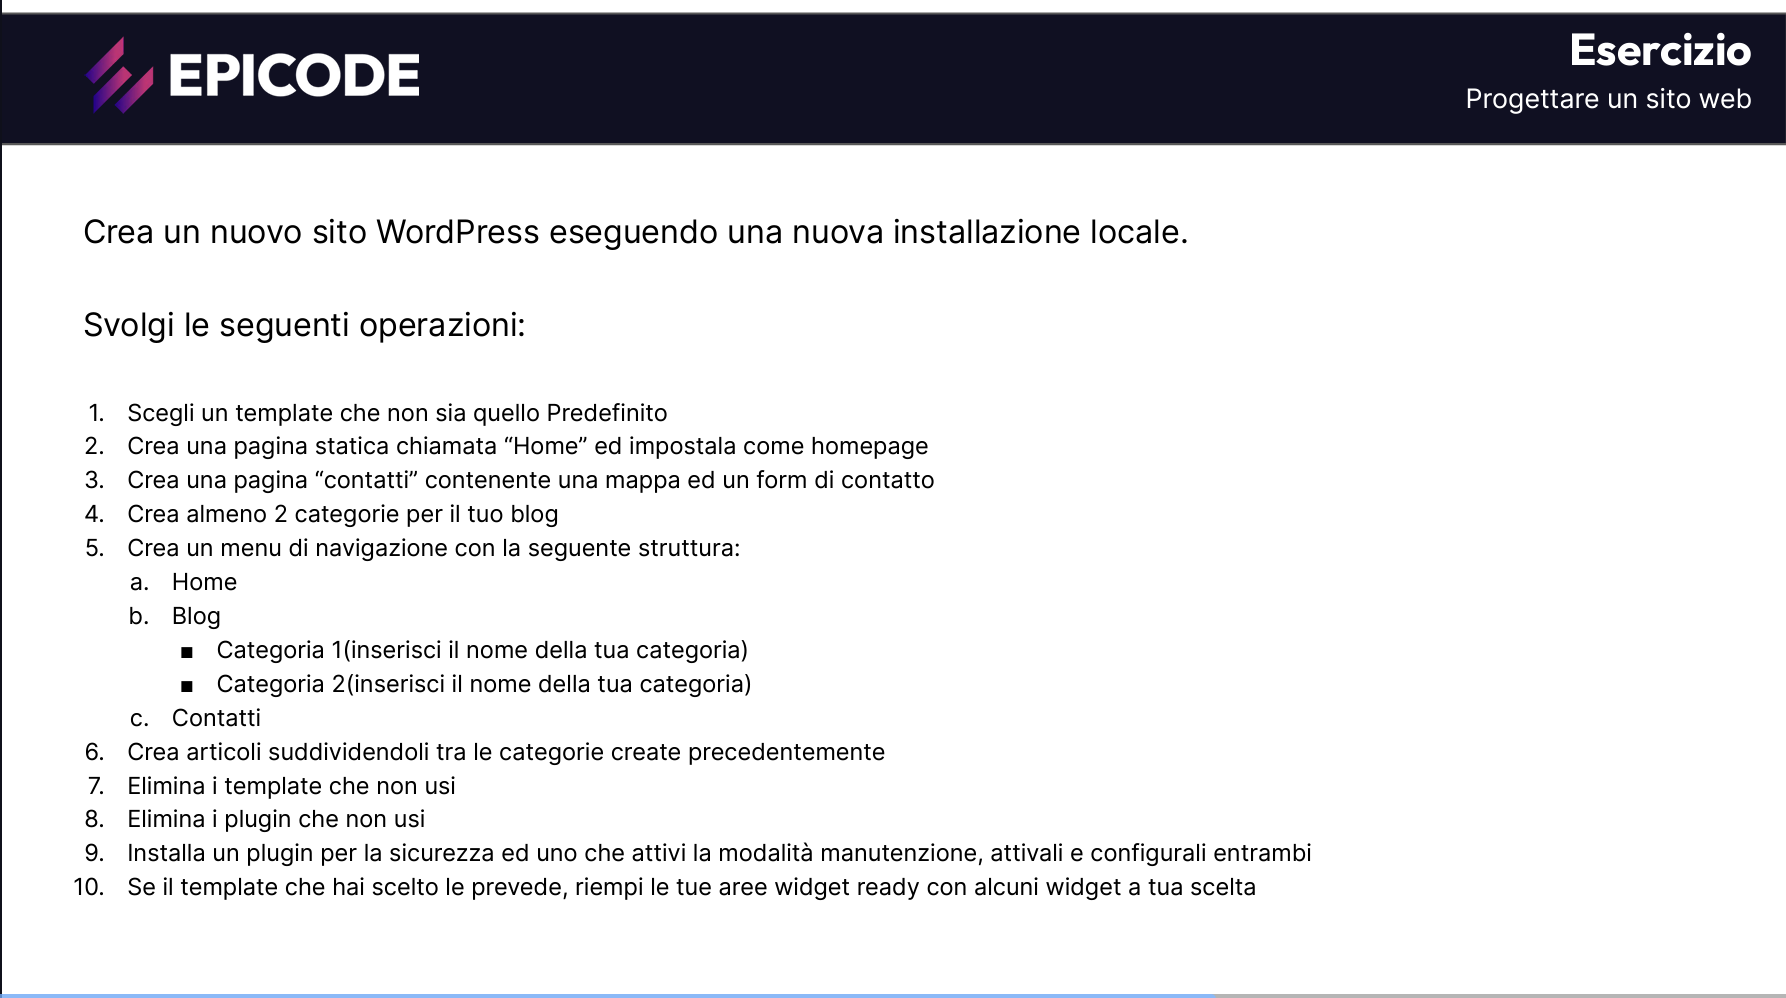 EPICODE
Esercizio
Progettare un sito web
Crea un nuovo sito WordPress eseguendo una nuova installazione locale.
Svolgi le seguenti operazioni:
1. Scegli un template che non sia quello Predefinito
2. Crea una pagina statica chiamata “Home” ed impostala come homepage
3. Crea una pagina “contatti” contenente una mappa ed un form di contatto
4. Crea almeno 2 categorie per il tuo blog
5. Crea un menu di navigazione con la seguente struttura:
a. Home
b. Blog
■ Categoria 1(inserisci il nome della tua categoria)
■ Categoria 2(inserisci il nome della tua categoria)
c. Contatti
6. Crea articoli suddividendoli tra le categorie create precedentemente
7. Elimina i template che non usi
8. Elimina i plugin che non usi
9. Installa un plugin per la sicurezza ed uno che attivi la modalità manutenzione, attivali e configurali entrambi
10. Se il template che hai scelto le prevede, riempi le tue aree widget ready con alcuni widget a tua scelta